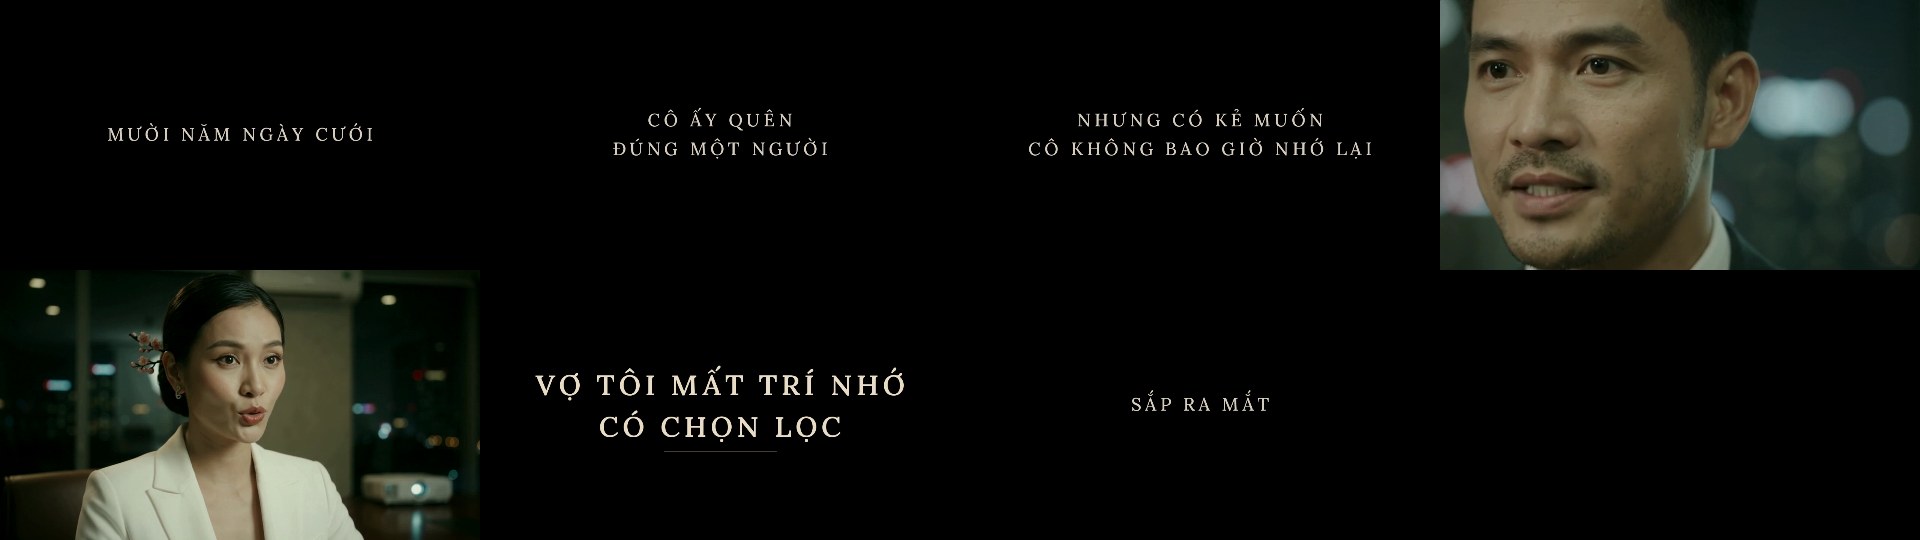 MƯỜI NĂM NGÀY CƯỚI
CÔ ẤY QUÊN
ĐÚNG MỘT NGƯỜI
NHƯNG CÓ KẺ MUỐN
CÔ KHÔNG BAO GIỜ NHỚ LẠI
VỢ TÔI MẤT TRÍ NHỚ
CÓ CHỌN LỌC
SẮP RA MẮT